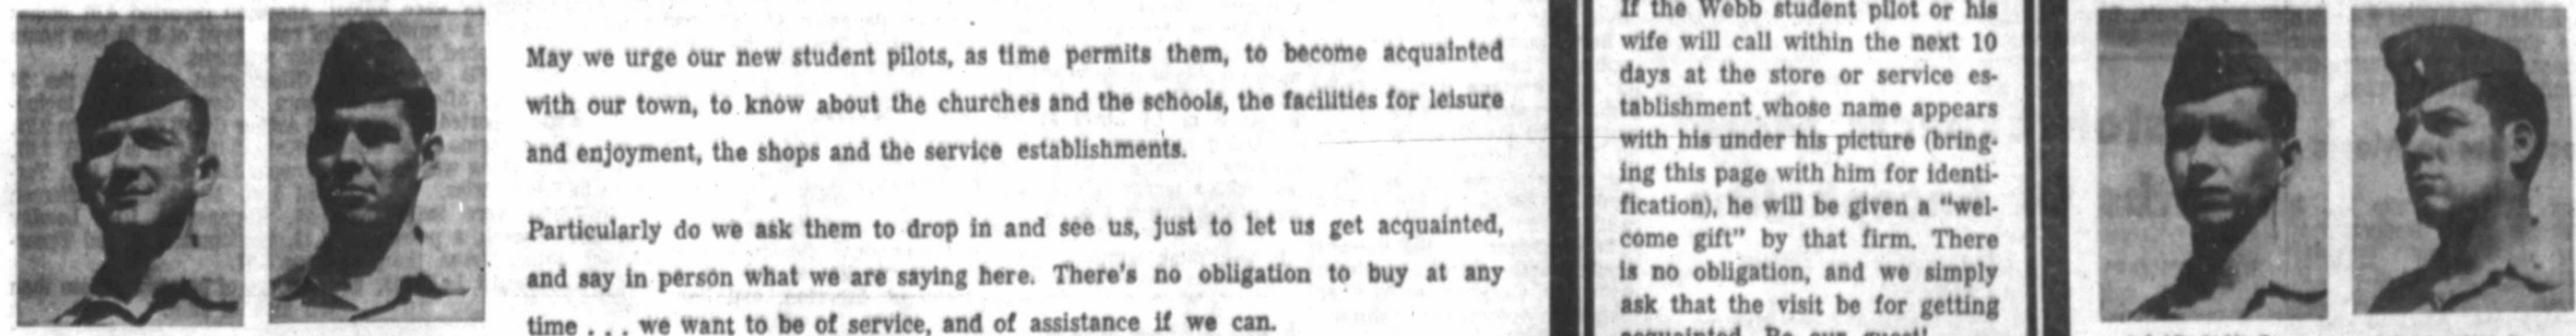 May we urge our new student pilots, as time permits them, to become acquainted
with our town, to know about the churches and the schools, the facilities for leisure
and enjoyment, the shops and the service establishments.
Particularly do we ask them to drop in and see us, just to let us get acquainted,
and say in person what we are saying here. There's no obligation to buy at any
time . . . we want to be of service, and of assistance if we can.
If the Webb student pilot or his
wife will call within the next 10
days at the store or service es-
tablishment whose name appears
with his under his picture (bring-
ing this page with him for identi-
fication), he will be given a "wel-
come gift" by that firm. There
is no obligation, and we simply
ask that the visit be for getting
acquainted. Be our guest!